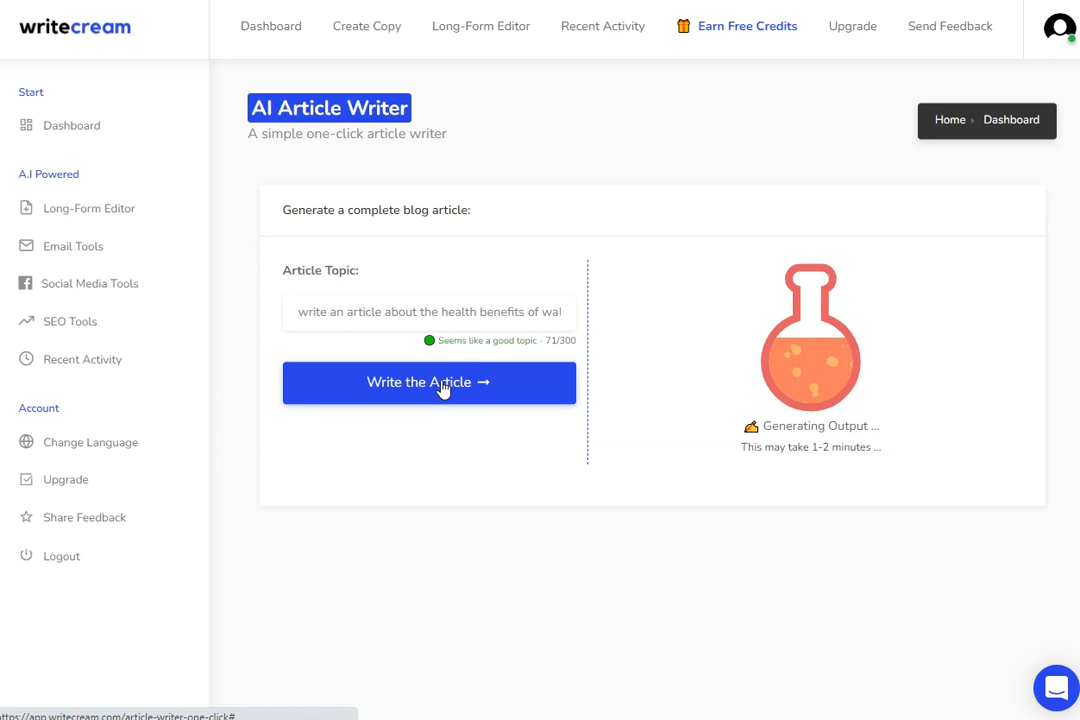 writecream
Dashboard
Create Copy
Long-Form Editor
Recent Activity
Earn Free Credits
Upgrade
Send Feedback
Start
Dashboard
A.I Powered
Long-Form Editor
Email Tools
Social Media Tools
SEO Tools
Recent Activity
Account
Change Language
Upgrade
Share Feedback
Logout
AI Article Writer
A simple one-click article writer
Home › Dashboard
Generate a complete blog article:
Article Topic:
write an article about the health benefits of wal
Seems like a good topic - 71/300
Write the Article →
✍ Generating Output ...
This may take 1-2 minutes ...
https://app.writecream.com/article-writer-one-click#